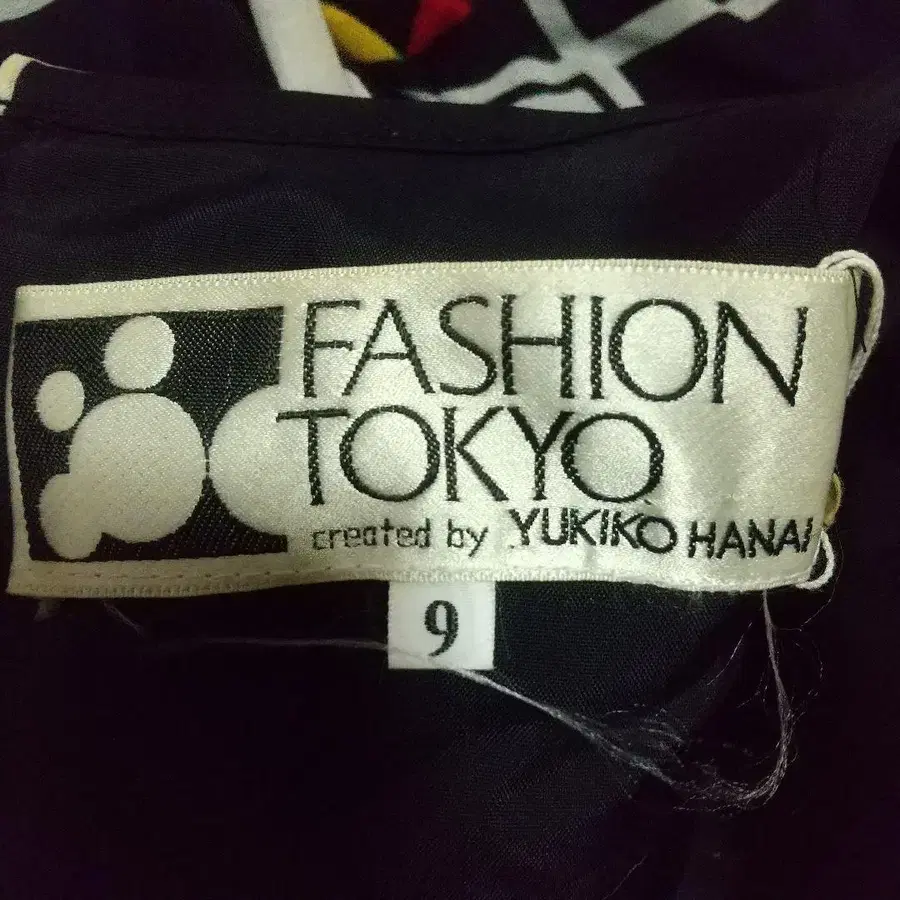 FASHION
TOKYO
created by YUKIKO HANAI
9